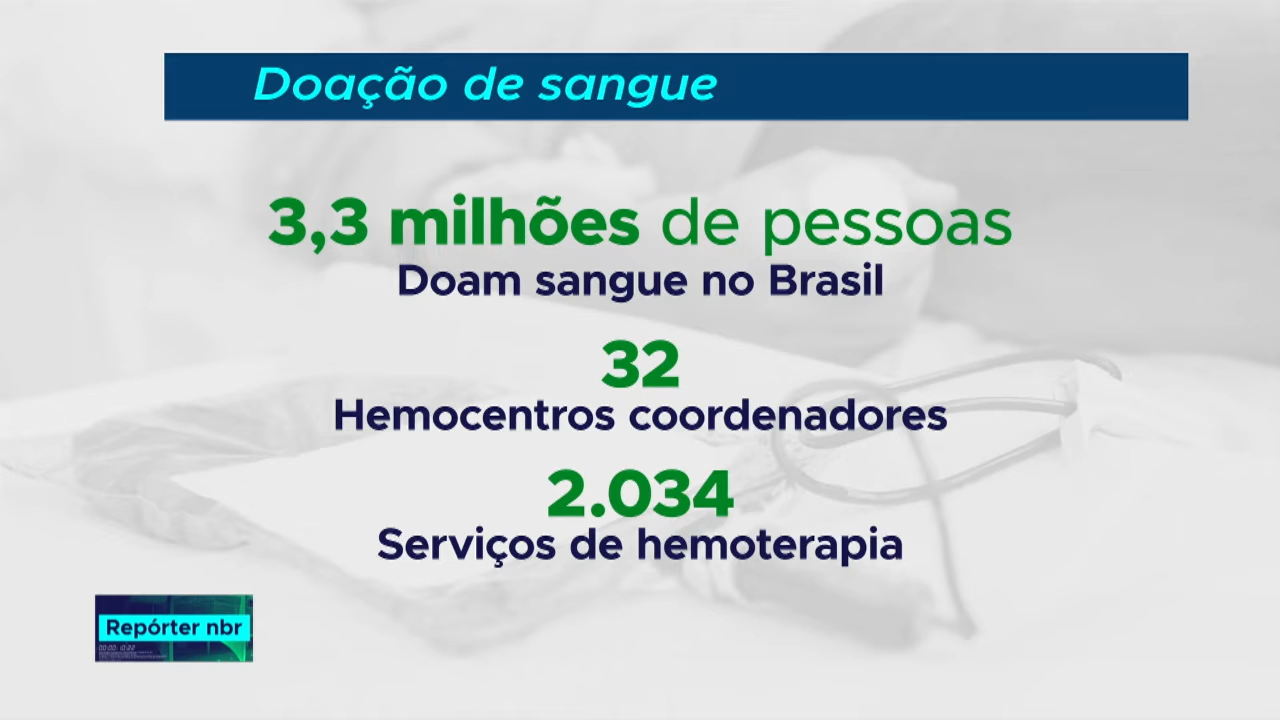 Doação de sangue
3,3 milhões de pessoas
Doam sangue no Brasil
32
Hemocentros coordenadores
2.034
Serviços de hemoterapia
Repórter nbr